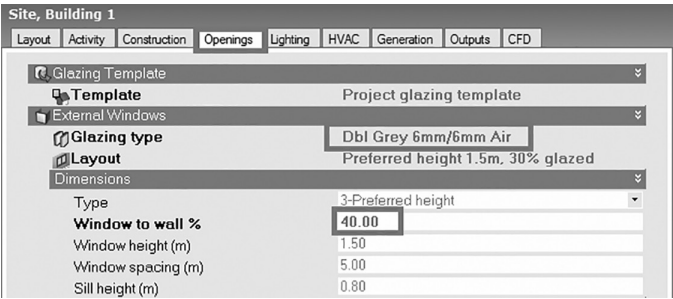 Site, Building 1
Layout Activity Construction Openings Lighting HVAC Generation Outputs CFD
Glazing Template
Template Project glazing template
External Windows
Glazing type Dbl Grey 6mm/6mm Air
Layout Preferred height 1.5m, 30% glazed
Dimensions
Type 3-Preferred height
Window to wall % 40.00
Window height (m) 1.50
Window spacing (m) 5.00
Sill height (m) 0.80